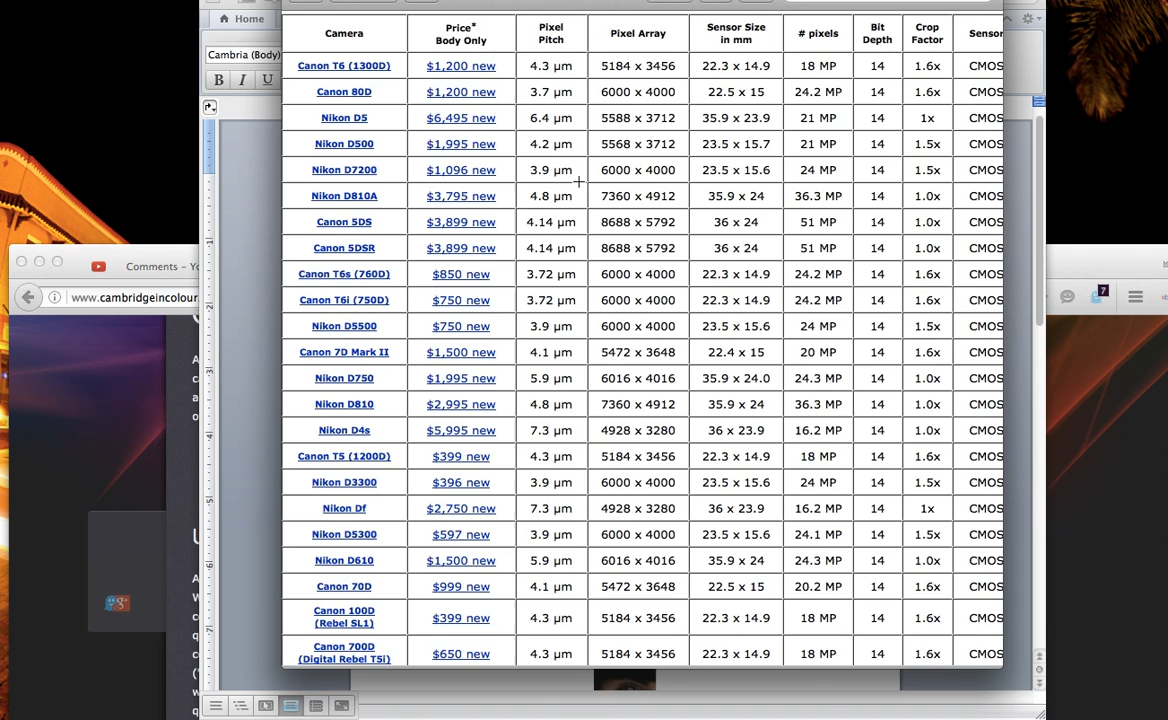 Home
Cambria (Body)
B I U
Camera Price* Body Only Pixel Pitch Pixel Array Sensor Size in mm # pixels Bit Depth Crop Factor Sensor
Canon T6 (1300D) $1,200 new 4.3 µm 5184 x 3456 22.3 x 14.9 18 MP 14 1.6x CMOS
Canon 80D $1,200 new 3.7 µm 6000 x 4000 22.5 x 15 24.2 MP 14 1.6x CMOS
Nikon D5 $6,495 new 6.4 µm 5588 x 3712 35.9 x 23.9 21 MP 14 1x CMOS
Nikon D500 $1,995 new 4.2 µm 5568 x 3712 23.5 x 15.7 21 MP 14 1.5x CMOS
Nikon D7200 $1,096 new 3.9 µm 6000 x 4000 23.5 x 15.6 24 MP 14 1.5x CMOS
Nikon D810A $3,795 new 4.8 µm 7360 x 4912 35.9 x 24 36.3 MP 14 1.0x CMOS
Canon 5DS $3,899 new 4.14 µm 8688 x 5792 36 x 24 51 MP 14 1.0x CMOS
Canon 5DSR $3,899 new 4.14 µm 8688 x 5792 36 x 24 51 MP 14 1.0x CMOS
Canon T6s (760D) $850 new 3.72 µm 6000 x 4000 22.3 x 14.9 24.2 MP 14 1.6x CMOS
Canon T6i (750D) $750 new 3.72 µm 6000 x 4000 22.3 x 14.9 24.2 MP 14 1.6x CMOS
Nikon D5500 $750 new 3.9 µm 6000 x 4000 23.5 x 15.6 24 MP 14 1.5x CMOS
Canon 7D Mark II $1,500 new 4.1 µm 5472 x 3648 22.4 x 15 20 MP 14 1.6x CMOS
Nikon D750 $1,995 new 5.9 µm 6016 x 4016 35.9 x 24.0 24.3 MP 14 1.0x CMOS
Nikon D810 $2,995 new 4.8 µm 7360 x 4912 35.9 x 24 36.3 MP 14 1.0x CMOS
Nikon D4s $5,995 new 7.3 µm 4928 x 3280 36 x 23.9 16.2 MP 14 1.0x CMOS
Canon T5 (1200D) $399 new 4.3 µm 5184 x 3456 22.3 x 14.9 18 MP 14 1.6x CMOS
Nikon D3300 $396 new 3.9 µm 6000 x 4000 23.5 x 15.6 24 MP 14 1.5x CMOS
Nikon Df $2,750 new 7.3 µm 4928 x 3280 36 x 23.9 16.2 MP 14 1x CMOS
Nikon D5300 $597 new 3.9 µm 6000 x 4000 23.5 x 15.6 24.1 MP 14 1.5x CMOS
Nikon D610 $1,500 new 5.9 µm 6016 x 4016 35.9 x 24 24.3 MP 14 1.0x CMOS
Canon 70D $999 new 4.1 µm 5472 x 3648 22.5 x 15 20.2 MP 14 1.6x CMOS
Canon 100D (Rebel SL1) $399 new 4.3 µm 5184 x 3456 22.3 x 14.9 18 MP 14 1.6x CMOS
Canon 700D (Digital Rebel T5i) $650 new 4.3 µm 5184 x 3456 22.3 x 14.9 18 MP 14 1.6x CMOS
Comments – Yo
www.cambridgeincolour
7